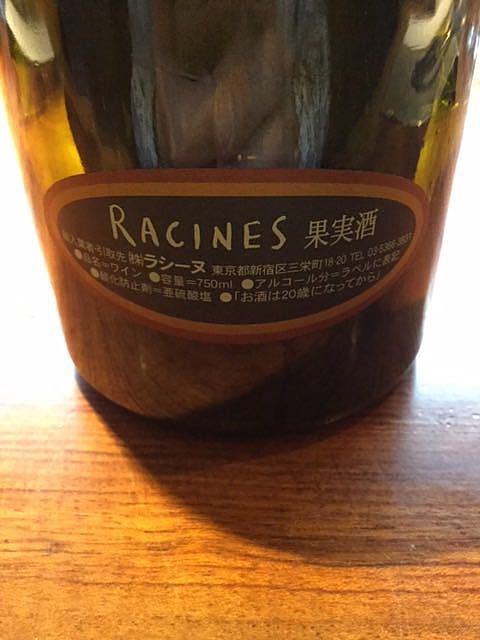 RACINES 果実酒
輸入業者・引取先 ㈱ラシーヌ 東京都新宿区三栄町18-20 TEL 03-5366-3931
●品名=ワイン ●容量=750ml ●アルコール分=ラベルに表記
●酸化防止剤=亜硫酸塩 ●「お酒は20歳になってから」